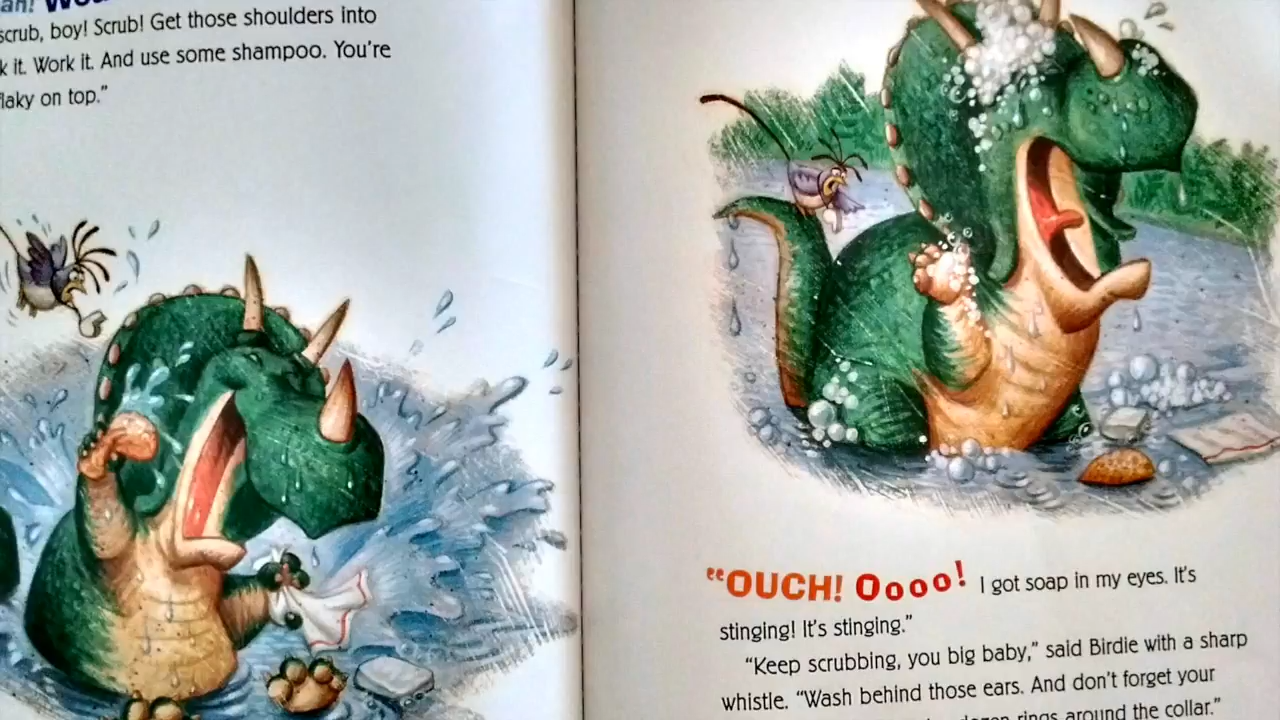 scrub, boy! Scrub! Get those shoulders into
it. Work it. And use some shampoo. You're
on top."
"OUCH! Oooo! I got soap in my eyes. It's
stinging! It's stinging."
"Keep scrubbing, you big baby," said Birdie with a sharp
whistle. "Wash behind those ears. And don't forget your
rings around the collar."